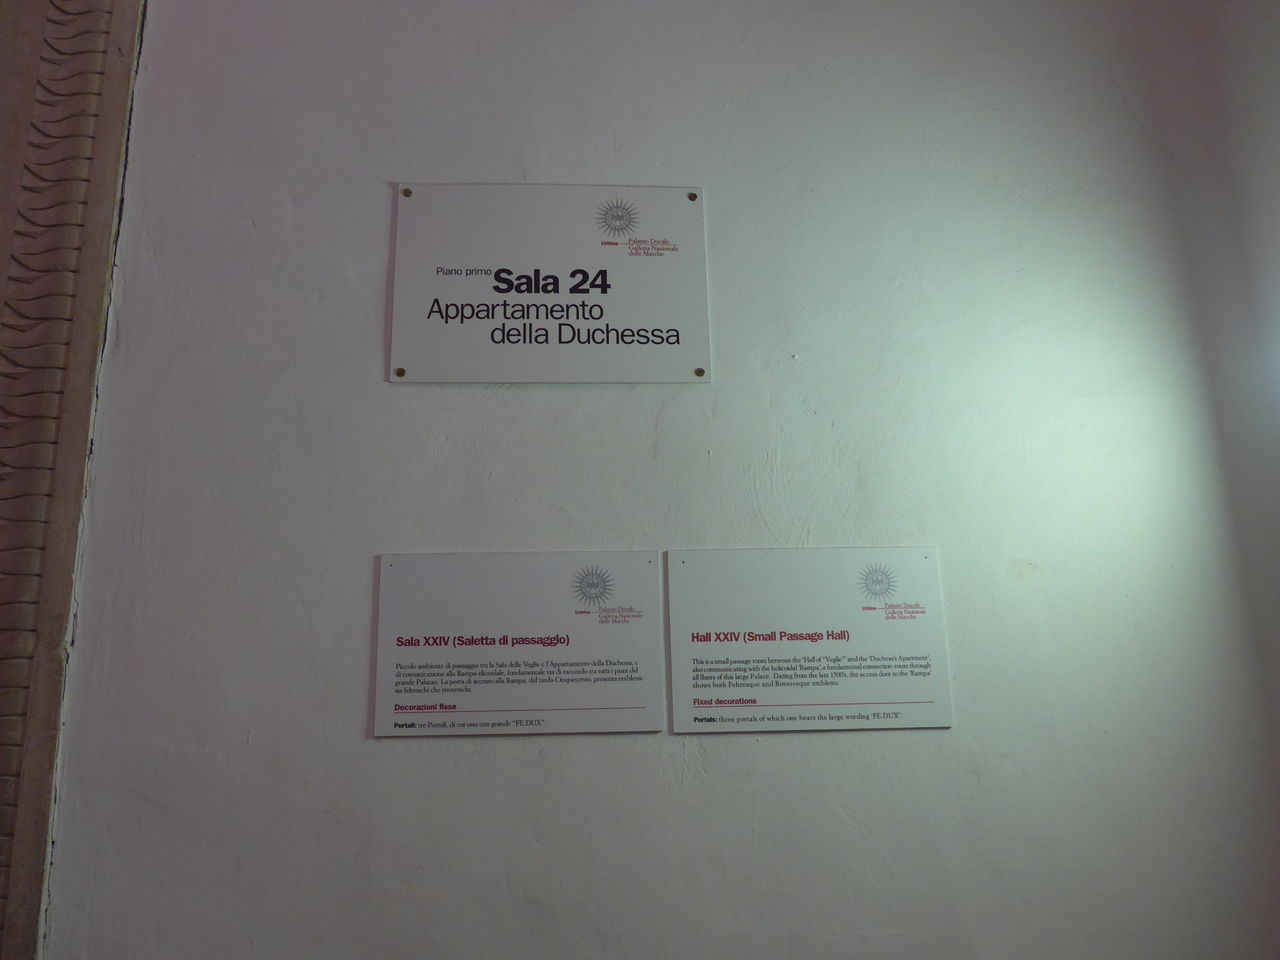 Urbino Palazzo Ducale
Galleria Nazionale
delle Marche
Piano primo Sala 24
Appartamento
della Duchessa
Urbino Palazzo Ducale
Galleria Nazionale
delle Marche
Sala XXIV (Saletta di passaggio)
Piccolo ambiente di passaggio tra la Sala delle Veglie e l'Appartamento della Duchessa, e
di comunicazione alla Rampa elicoidale, fondamentale via di raccordo tra tutti i piani del
grande Palazzo. La porta di accesso alla Rampa, del tardo Cinquecento, presenta emblemi
sia feltreschi che rovereschi.
Decorazioni fisse
Portali: tre Portali, di cui uno con grande "FE.DUX".
Urbino Palazzo Ducale
Galleria Nazionale
delle Marche
Hall XXIV (Small Passage Hall)
This is a small passage room between the 'Hall of "Veglie"' and the 'Duchess's Apartment',
also communicating with the helicoidal 'Rampa', a fundamental connection-route through
all floors of this large Palace. Dating from the late 1500's, the access door to the 'Rampa'
shows both Feltresque and Roveresque emblems.
Fixed decorations
Portals: three portals of which one bears the large wording 'FE.DUX'.